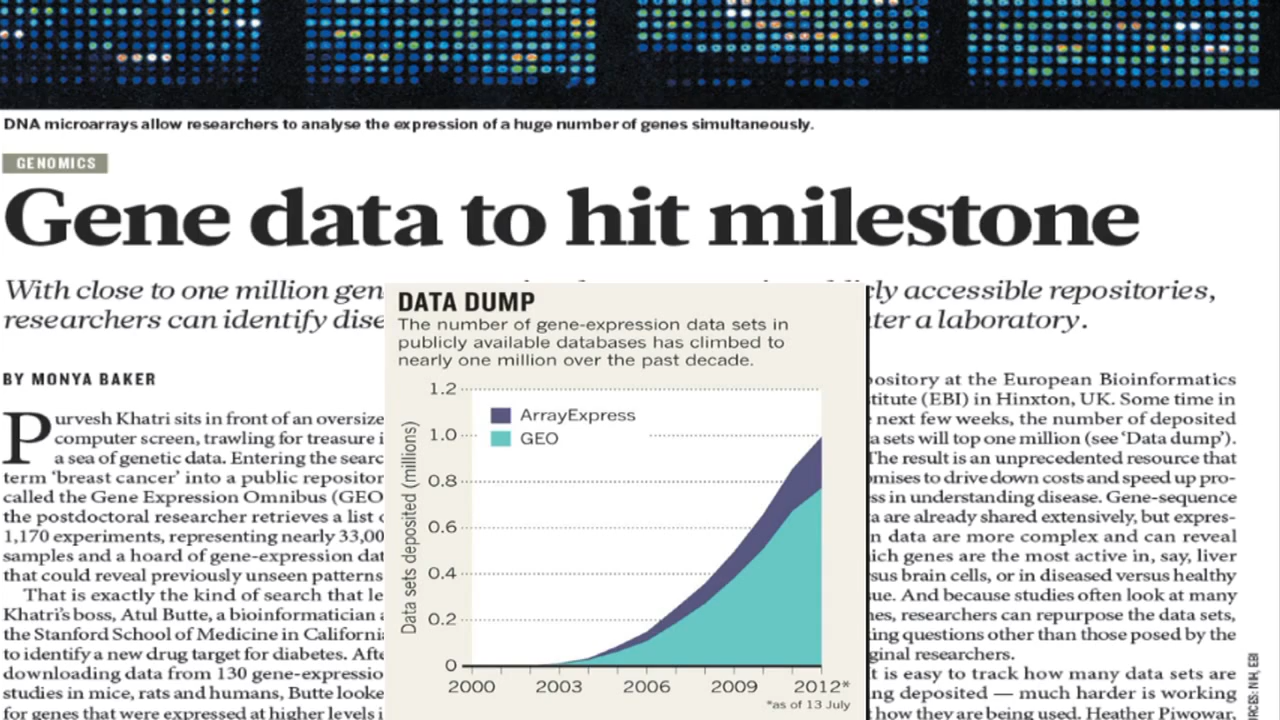 DNA microarrays allow researchers to analyse the expression of a huge number of genes simultaneously.
GENOMICS
Gene data to hit milestone
With close to one million gen
cly accessible repositories,
researchers can identify dise
ter a laboratory.
BY MONYA BAKER
Purvesh Khatri sits in front of an oversize
computer screen, trawling for treasure i
a sea of genetic data. Entering the searc
term ‘breast cancer’ into a public repositor
called the Gene Expression Omnibus (GEO
the postdoctoral researcher retrieves a list o
1,170 experiments, representing nearly 33,00
samples and a hoard of gene-expression dat
that could reveal previously unseen patterns
That is exactly the kind of search that le
Khatri’s boss, Atul Butte, a bioinformatician a
the Stanford School of Medicine in California
to identify a new drug target for diabetes. Afte
downloading data from 130 gene-expressio
studies in mice, rats and humans, Butte looke
for genes that were expressed at higher levels i
DATA DUMP
The number of gene-expression data sets in
publicly available databases has climbed to
nearly one million over the past decade.
Data sets deposited (millions)
1.2
1.0
0.8
0.6
0.4
0.2
0
ArrayExpress
GEO
2000 2003 2006 2009 2012*
*as of 13 July
pository at the European Bioinformatics
titute (EBI) in Hinxton, UK. Some time in
next few weeks, the number of deposited
a sets will top one million (see ‘Data dump’).
The result is an unprecedented resource that
mises to drive down costs and speed up pro-
ss in understanding disease. Gene-sequence
a are already shared extensively, but expres-
n data are more complex and can reveal
ich genes are the most active in, say, liver
sus brain cells, or in diseased versus healthy
ue. And because studies often look at many
nes, researchers can repurpose the data sets,
ing questions other than those posed by the
ginal researchers.
t is easy to track how many data sets are
ng deposited — much harder is working
how they are being used. Heather Piwowar,
RCES: NIH, EBI